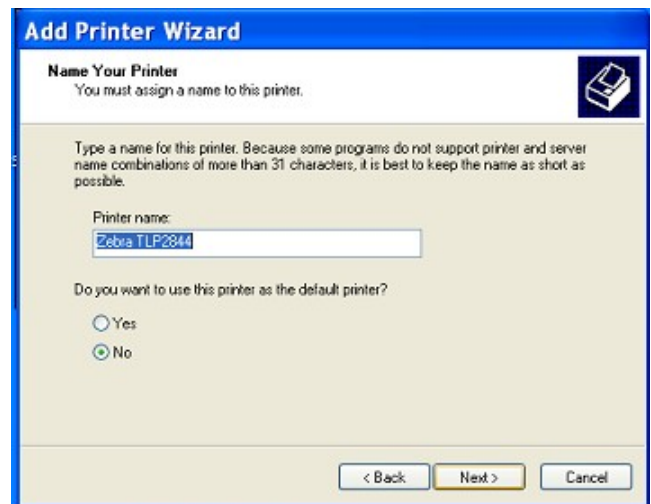 Add Printer Wizard
Name Your Printer
You must assign a name to this printer.
Type a name for this printer. Because some programs do not support printer and server
name combinations of more than 31 characters, it is best to keep the name as short as
possible.
Printer name:
Zebra TLP2844
Do you want to use this printer as the default printer?
Yes
No
< Back
Next >
Cancel